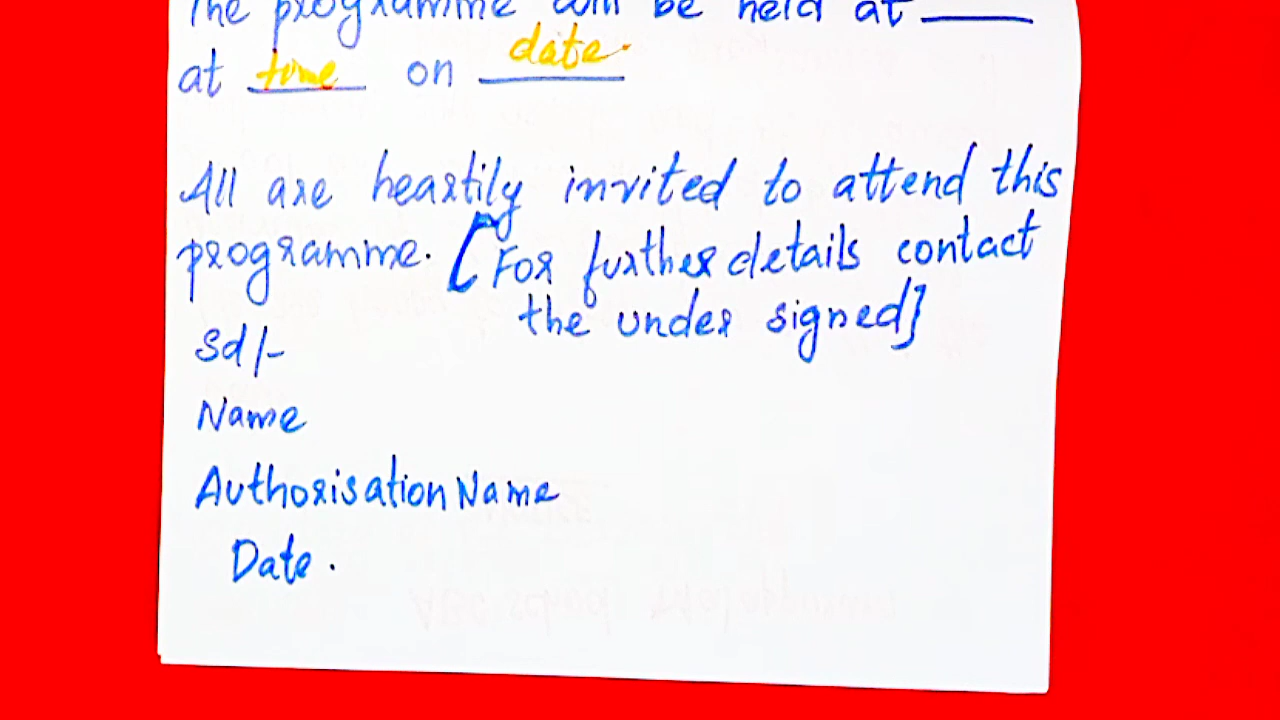 The programme will be held at ____
at time on date.
All are heartily invited to attend this
programme. [For further details contact
the under signed]
Sd/-
Name
Authorisation Name
Date.